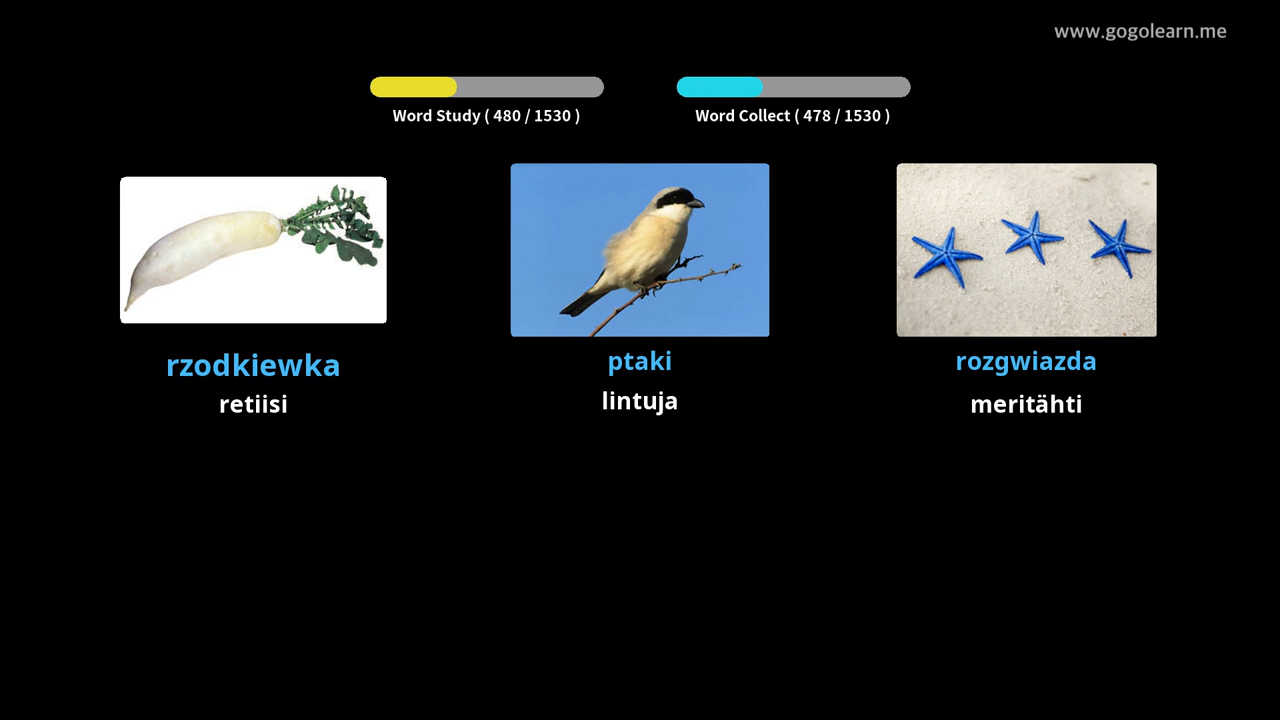 www.gogolearn.me
Word Study ( 480 / 1530 )
Word Collect ( 478 / 1530 )
rzodkiewka
retiisi
ptaki
lintuja
rozgwiazda
meritähti